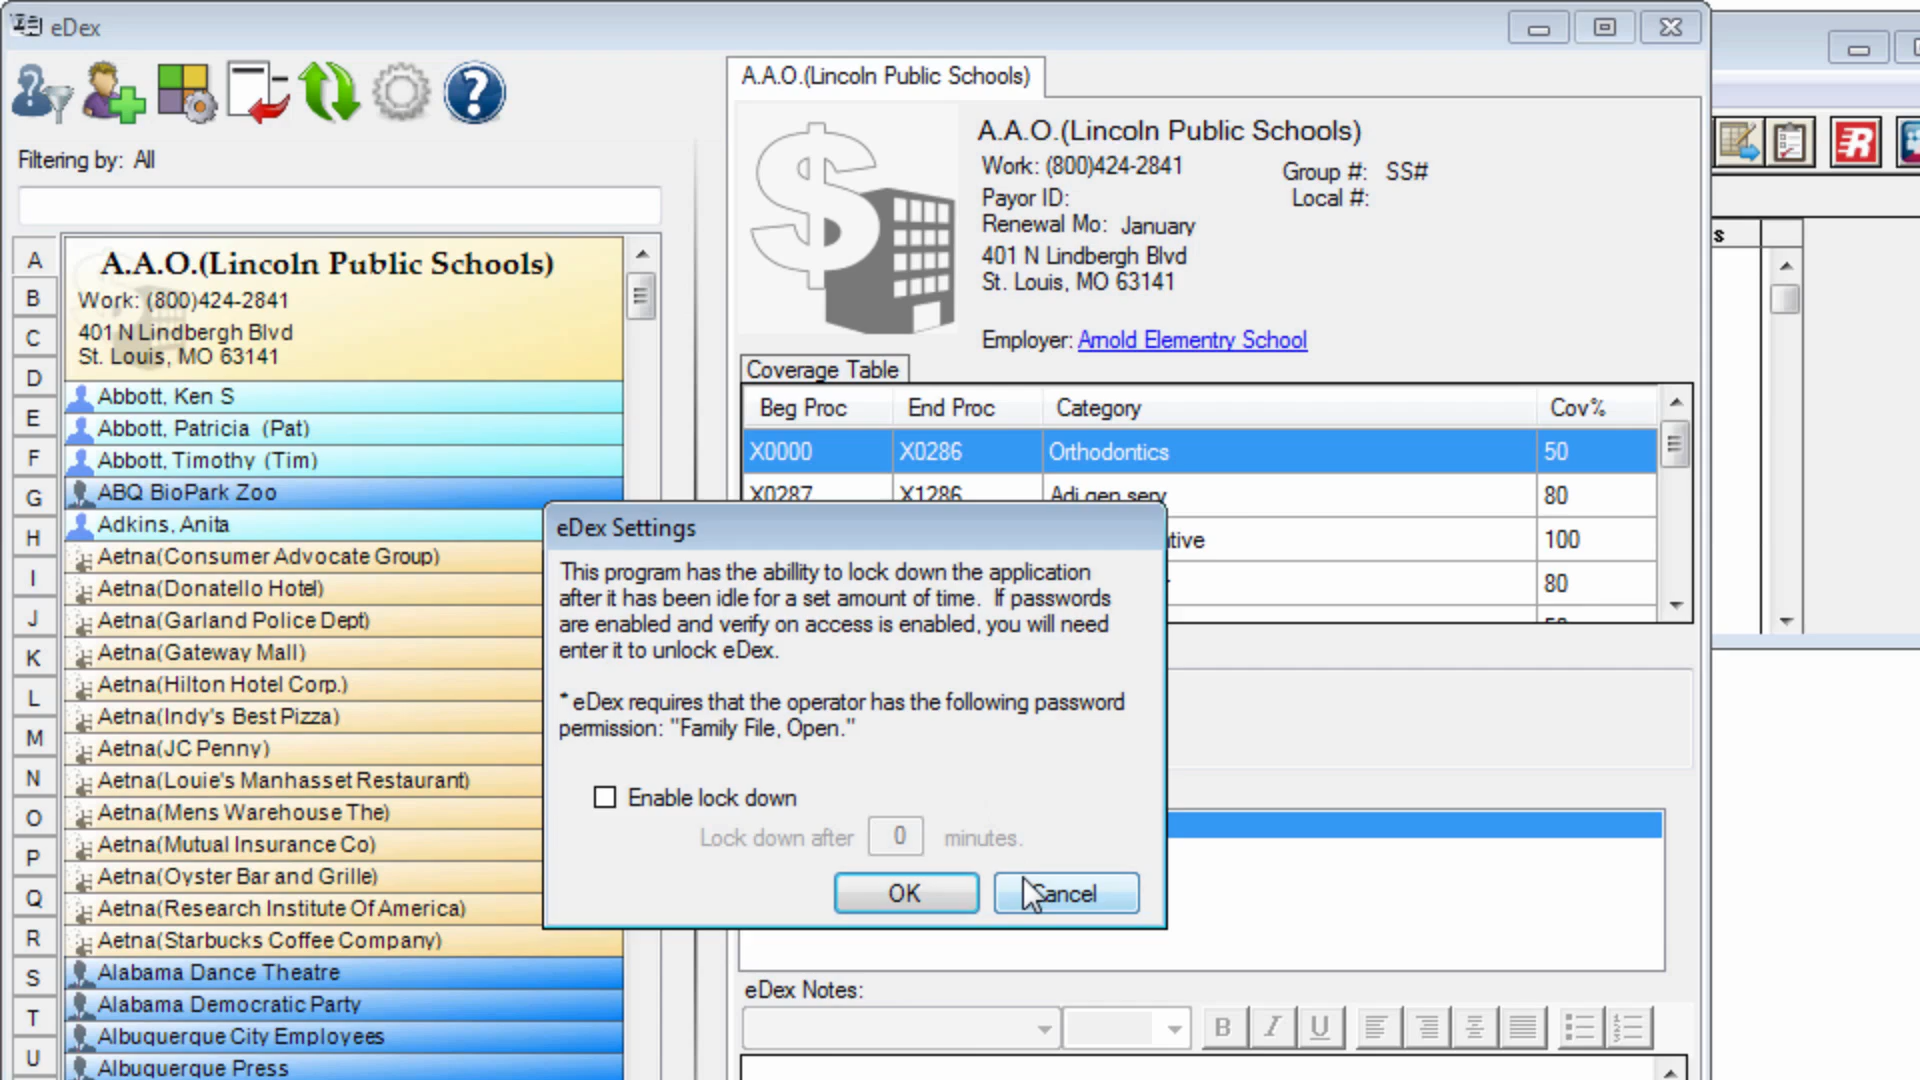 eDex
Filtering by: All
A
B
C
D
E
F
G
H
I
J
K
L
M
N
O
P
Q
R
S
T
U
A.A.O.(Lincoln Public Schools)
Work: (800)424-2841
401 N Lindbergh Blvd
St. Louis, MO 63141
Abbott, Ken S
Abbott, Patricia (Pat)
Abbott, Timothy (Tim)
ABQ BioPark Zoo
Adkins, Anita
Aetna(Consumer Advocate Group)
Aetna(Donatello Hotel)
Aetna(Garland Police Dept)
Aetna(Gateway Mall)
Aetna(Hilton Hotel Corp.)
Aetna(Indy's Best Pizza)
Aetna(JC Penny)
Aetna(Louie's Manhasset Restaurant)
Aetna(Mens Warehouse The)
Aetna(Mutual Insurance Co)
Aetna(Oyster Bar and Grille)
Aetna(Research Institute Of America)
Aetna(Starbucks Coffee Company)
Alabama Dance Theatre
Alabama Democratic Party
Albuquerque City Employees
Albuquerque Press
A.A.O.(Lincoln Public Schools)
A.A.O.(Lincoln Public Schools)
Work: (800)424-2841
Group #: SS#
Payor ID:
Local #:
Renewal Mo: January
401 N Lindbergh Blvd
St. Louis, MO 63141
Employer: Arnold Elementry School
Coverage Table
Beg Proc End Proc Category Cov%
X0000 X0286 Orthodontics 50
X0287 X1286 Adj gen serv 80
tive 100
80
50
eDex Settings
This program has the abillity to lock down the application
after it has been idle for a set amount of time. If passwords
are enabled and verify on access is enabled, you will need
enter it to unlock eDex.
* eDex requires that the operator has the following password
permission: "Family File, Open."
Enable lock down
Lock down after 0 minutes.
OK Cancel
eDex Notes:
B I U
s